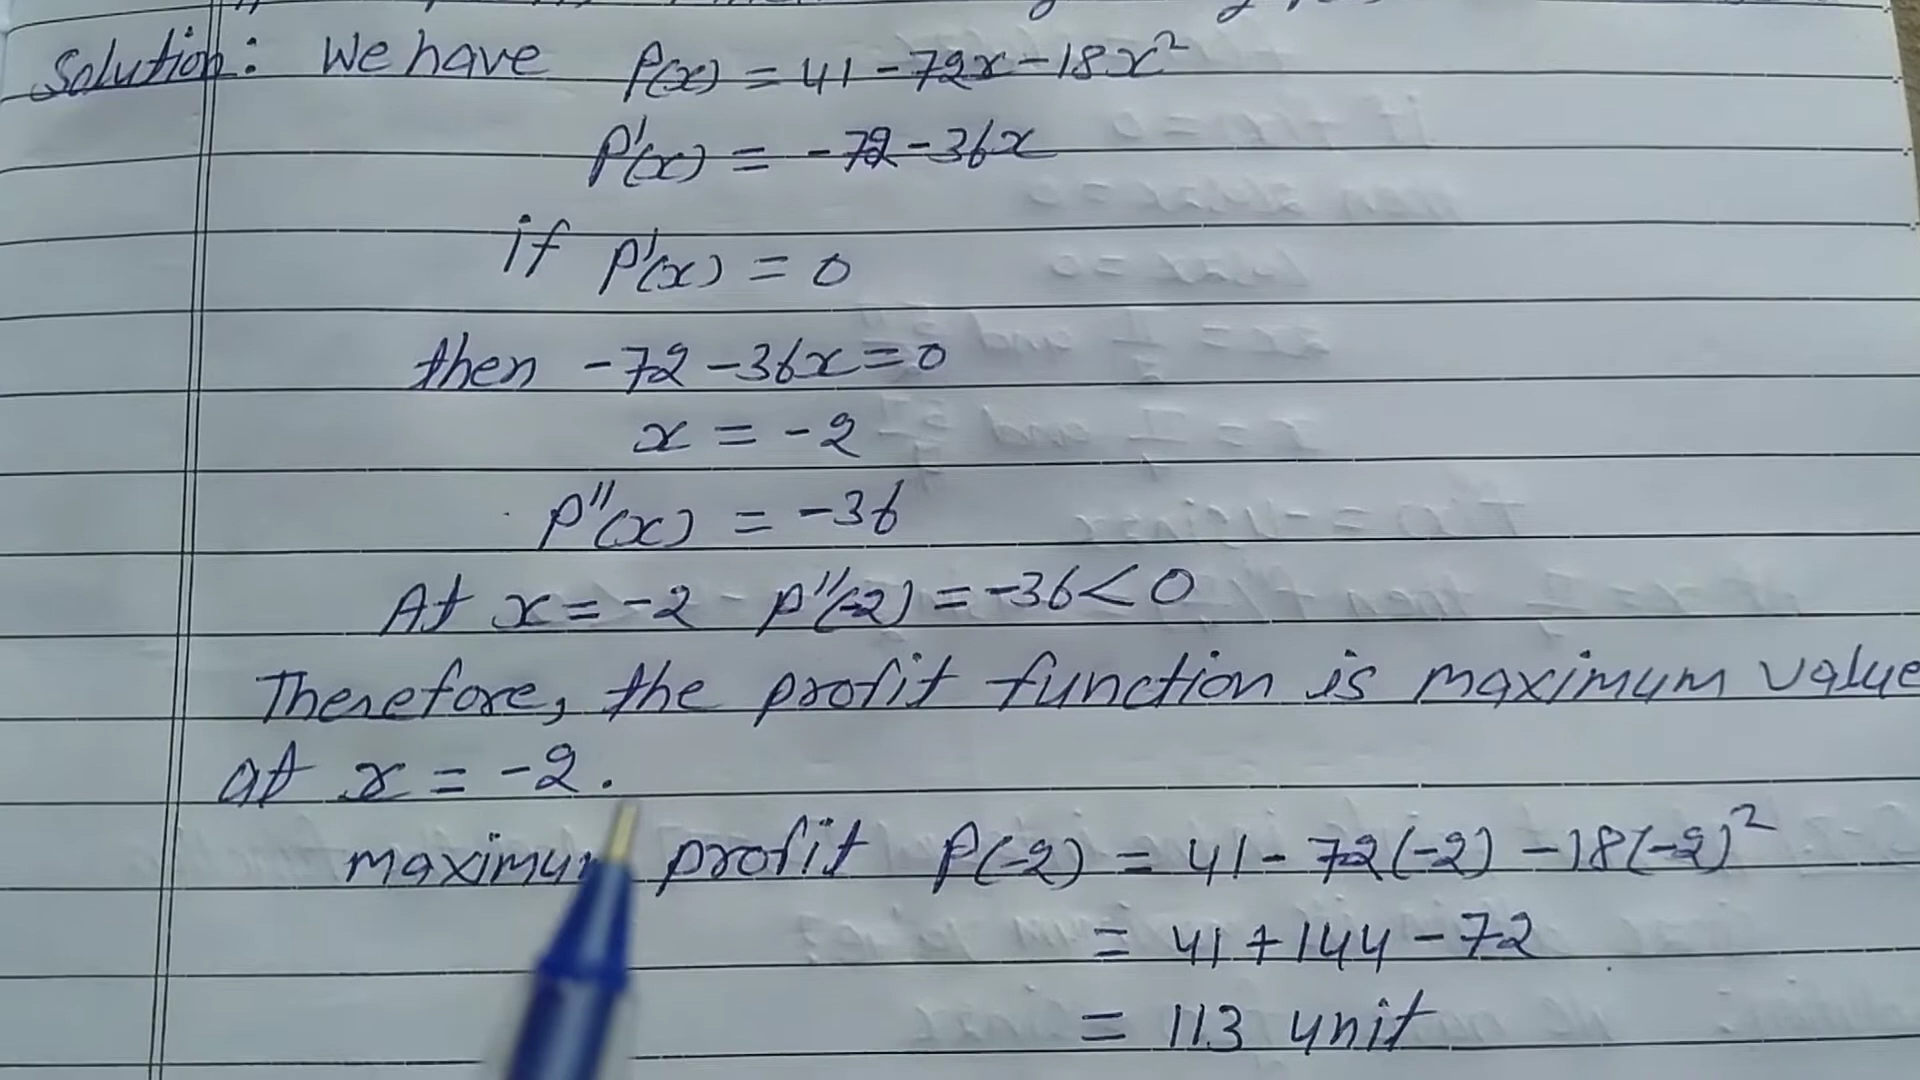 Solution: We have P(x) = 41 - 72x - 18x²
P'(x) = -72 - 36x
if P'(x) = 0
then -72 - 36x = 0
x = -2
P''(x) = -36
At x = -2 P''(-2) = -36 < 0
Therefore, the profit function is maximum value
at x = -2.
maximum profit P(-2) = 41 - 72(-2) - 18(-2)²
= 41 + 144 - 72
= 113 unit